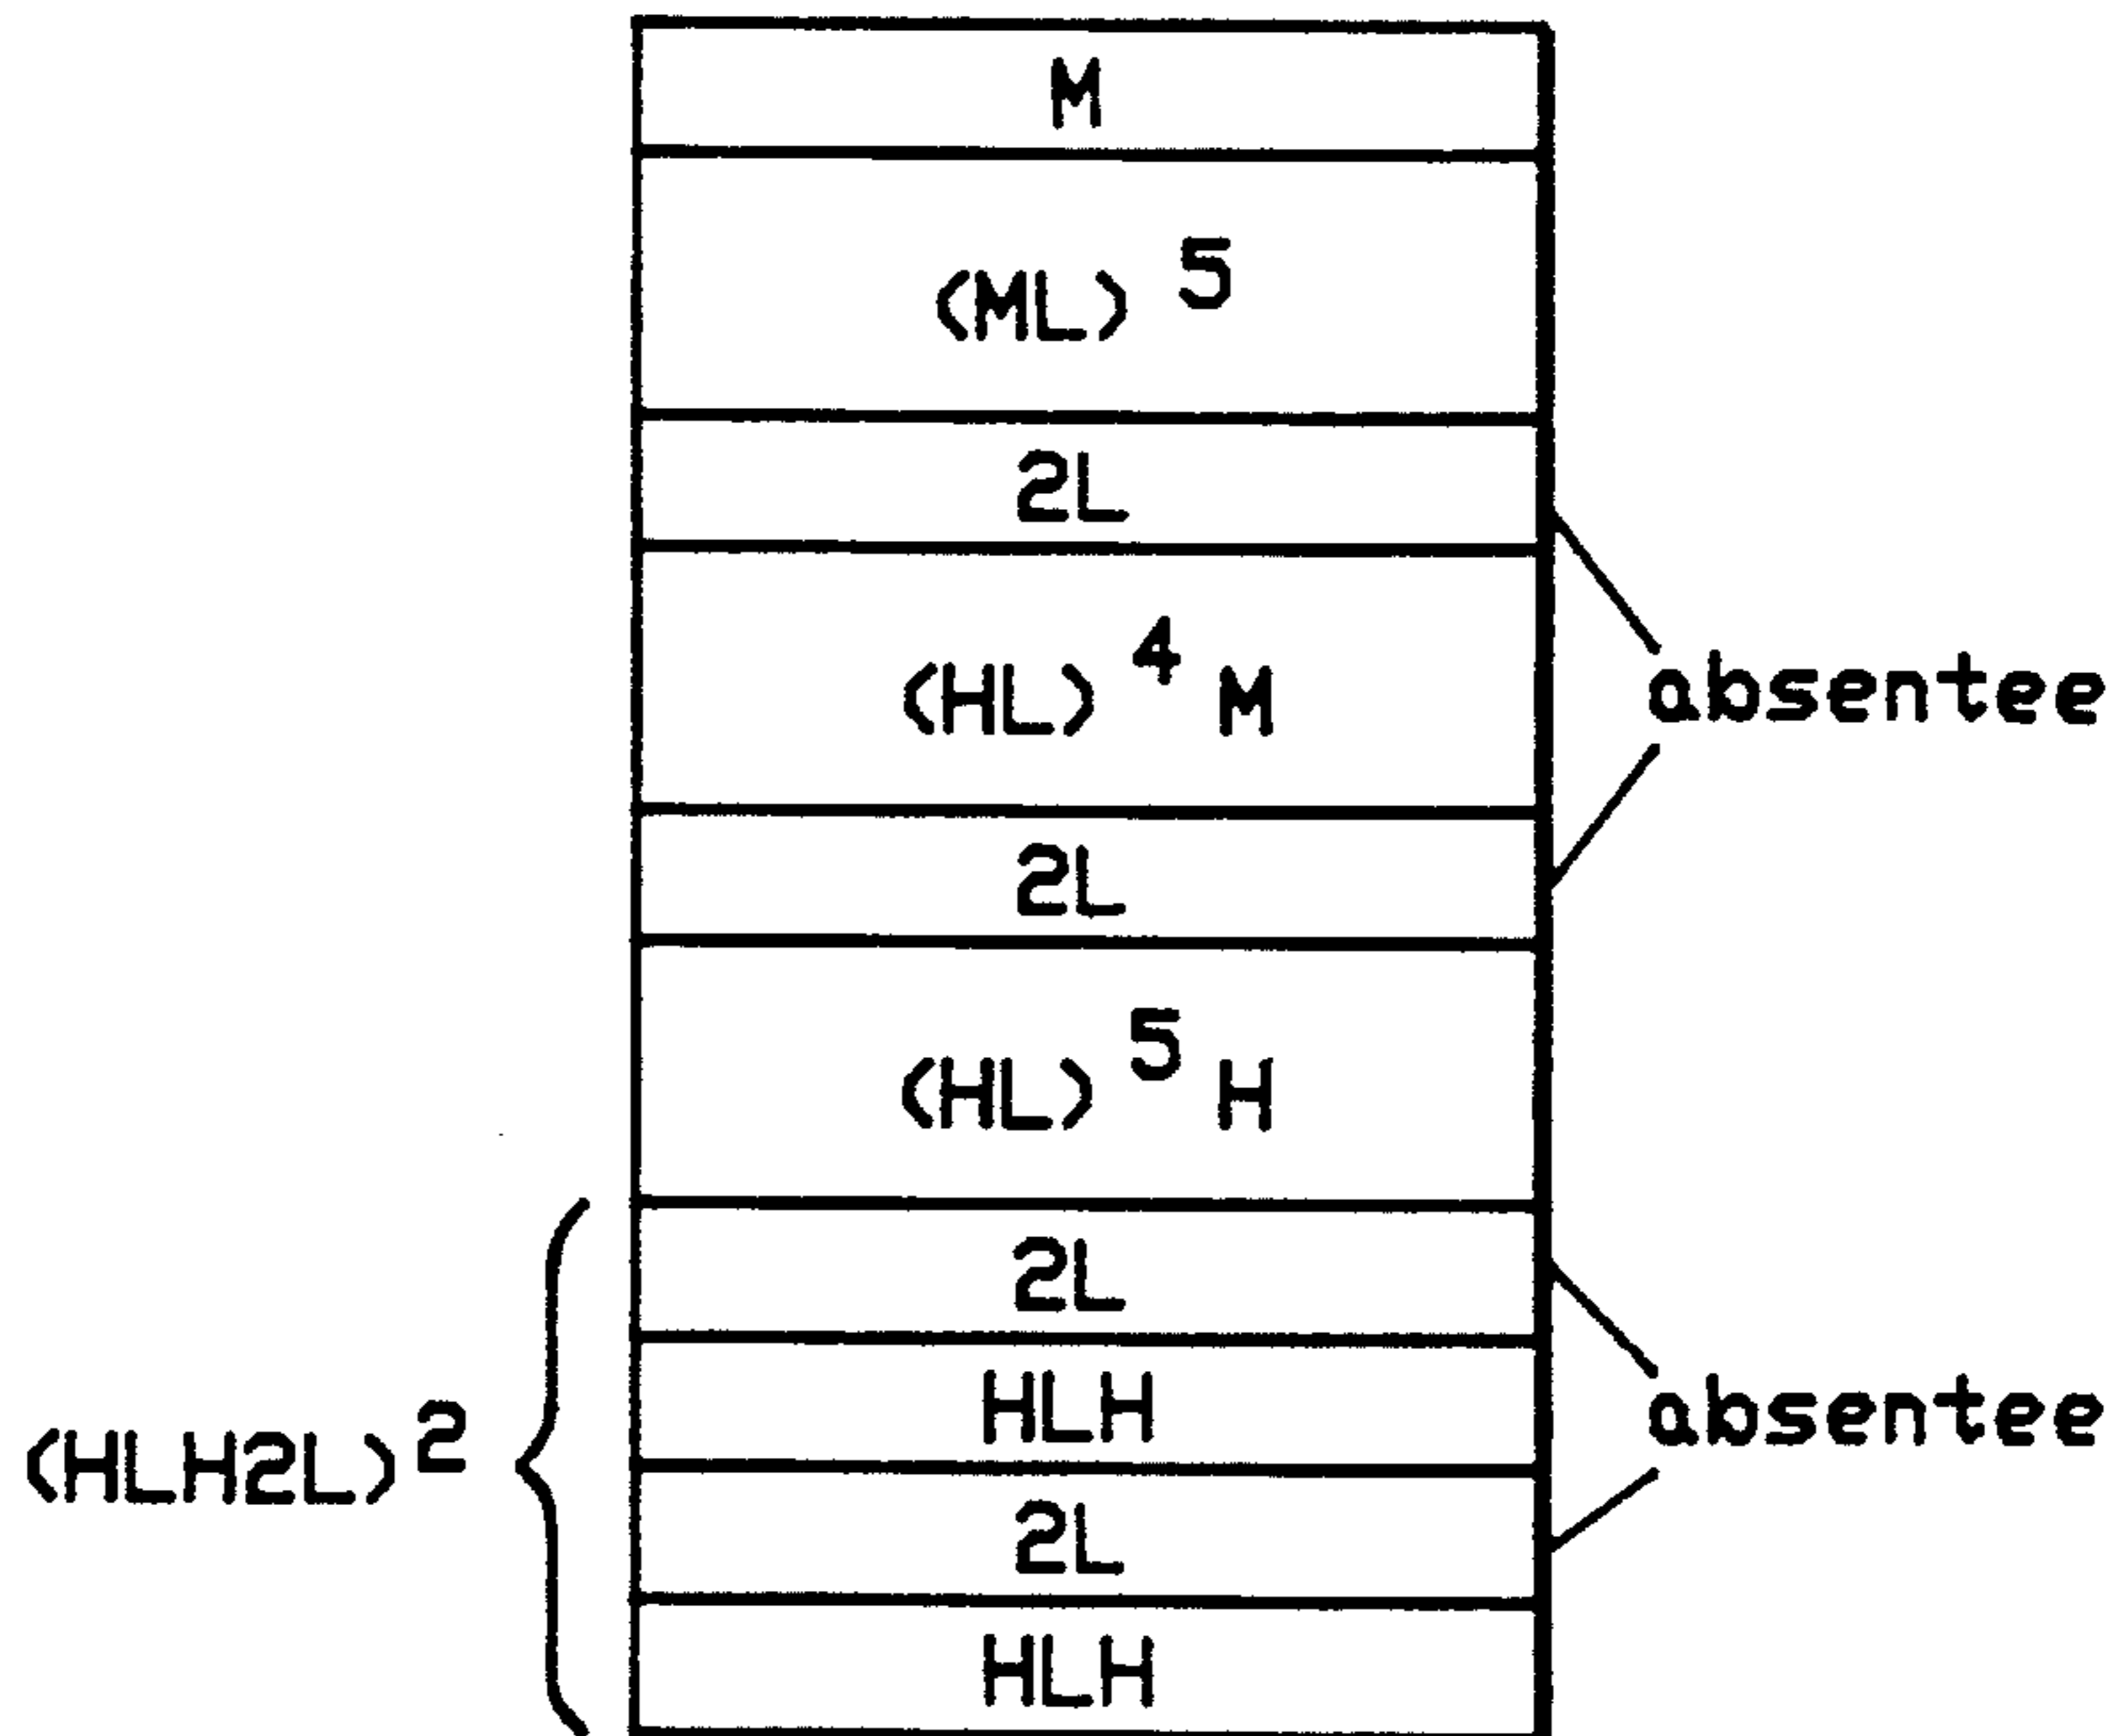 M
(ML)⁵
2L
(HL)⁴ M
absentee
2L
(HL)⁵ H
2L
HLH
absentee
(HLH2L)²
2L
HLH